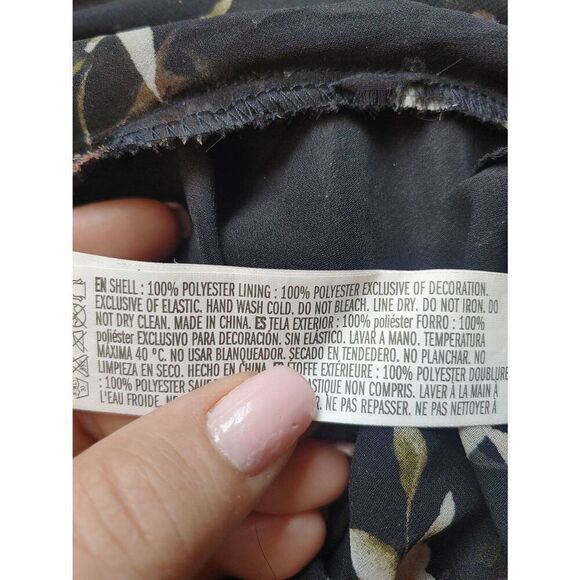 EN SHELL : 100% POLYESTER LINING : 100% POLYESTER EXCLUSIVE OF DECORATION.
EXCLUSIVE OF ELASTIC. HAND WASH COLD. DO NOT BLEACH. LINE DRY. DO NOT IRON. DO
NOT DRY CLEAN. MADE IN CHINA. ES TELA EXTERIOR : 100% poliéster FORRO : 100%
poliéster EXCLUSIVO PARA DECORACIÓN. SIN ELÁSTICO. LAVAR A MANO. TEMPERATURA
MÁXIMA 40 °C. NO USAR BLANQUEADOR. SECADO EN TENDEDERO. NO PLANCHAR. NO
LIMPIEZA EN SECO. HECHO EN CHINA. ETOFFE EXTÉRIEURE : 100% POLYESTER DOUBLURE
: 100% POLYESTER NON COMPRIS. LAVER À LA MAIN À
L'EAU FROIDE. NE PAS REPASSER. NE PAS NETTOYER À